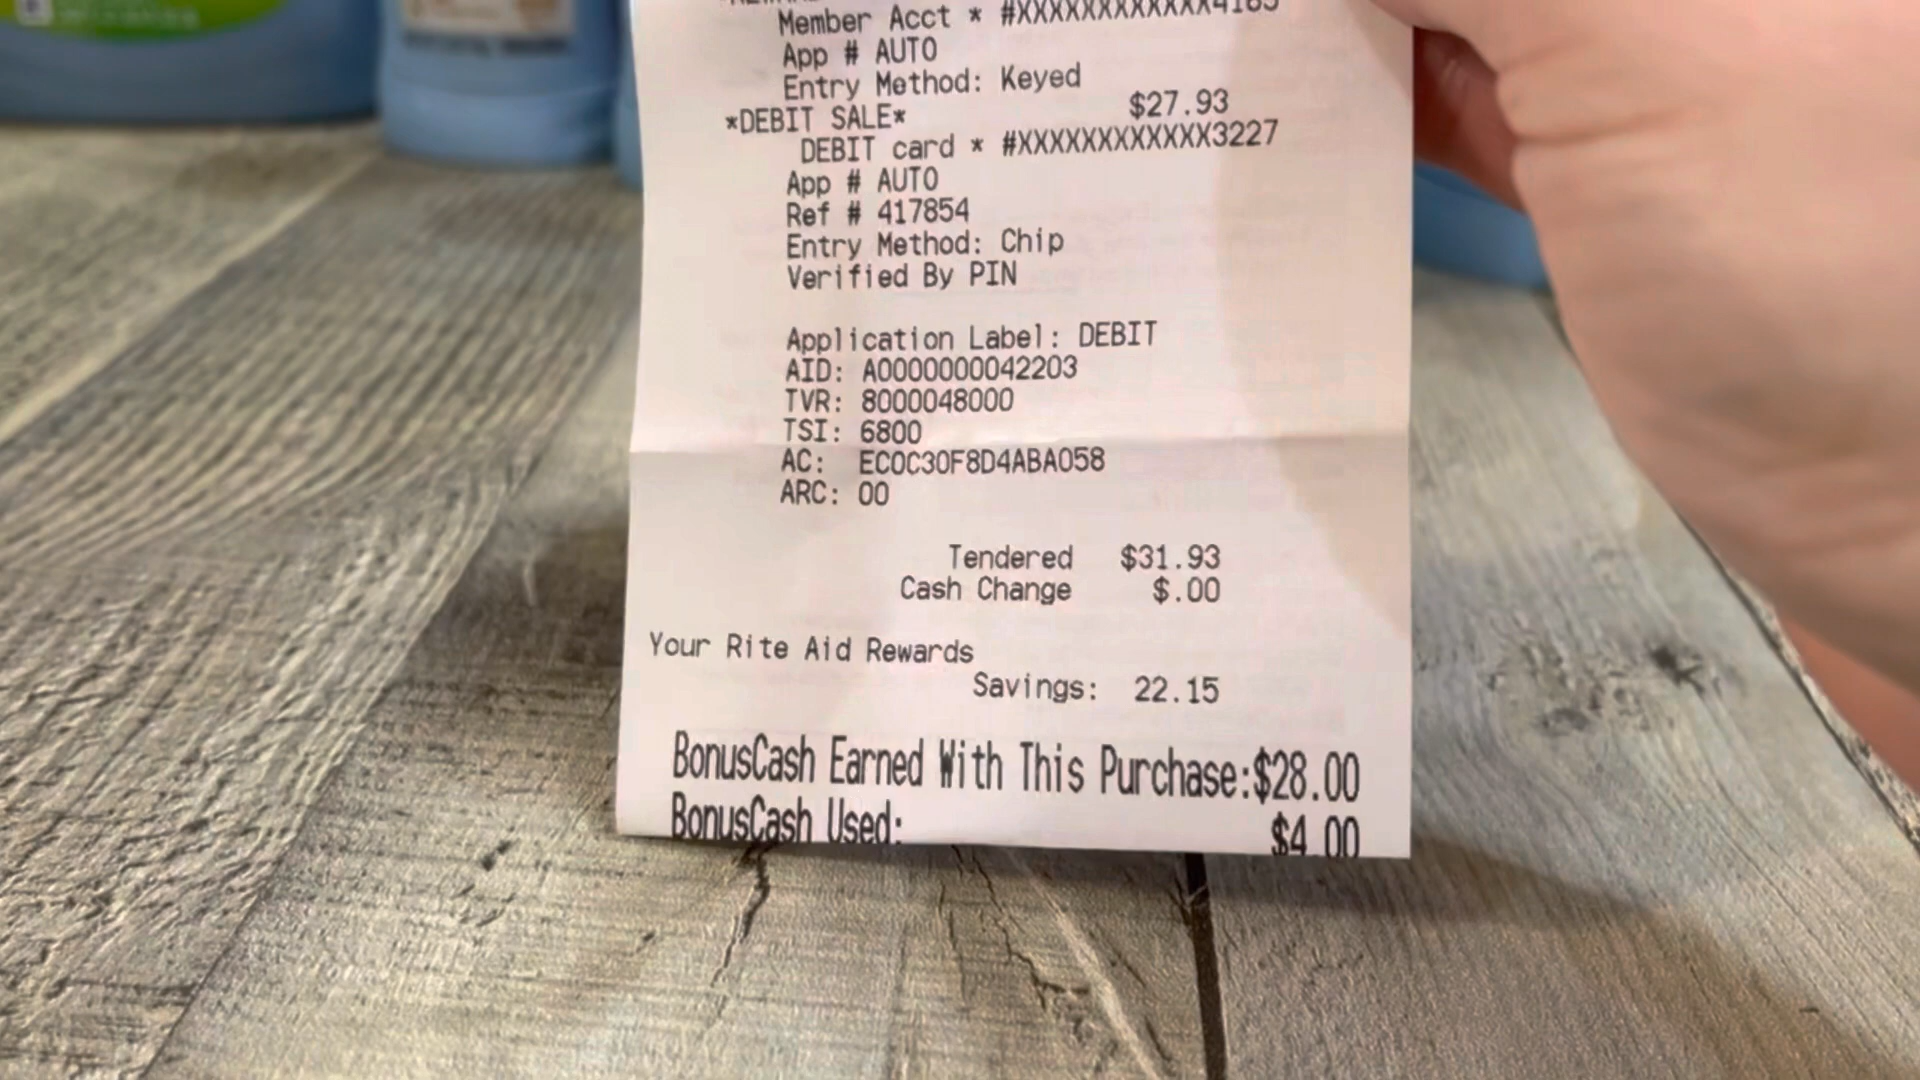 Member Acct * #XXXXXXXXXXXX4165
App # AUTO
Entry Method: Keyed
*DEBIT SALE* $27.93
DEBIT card * #XXXXXXXXXXXX3227
App # AUTO
Ref # 417854
Entry Method: Chip
Verified By PIN
Application Label: DEBIT
AID: A0000000042203
TVR: 8000048000
TSI: 6800
AC: EC0C30F8D4ABA058
ARC: 00
Tendered $31.93
Cash Change $.00
Your Rite Aid Rewards
Savings: 22.15
BonusCash Earned With This Purchase:$28.00
BonusCash Used: $4.00